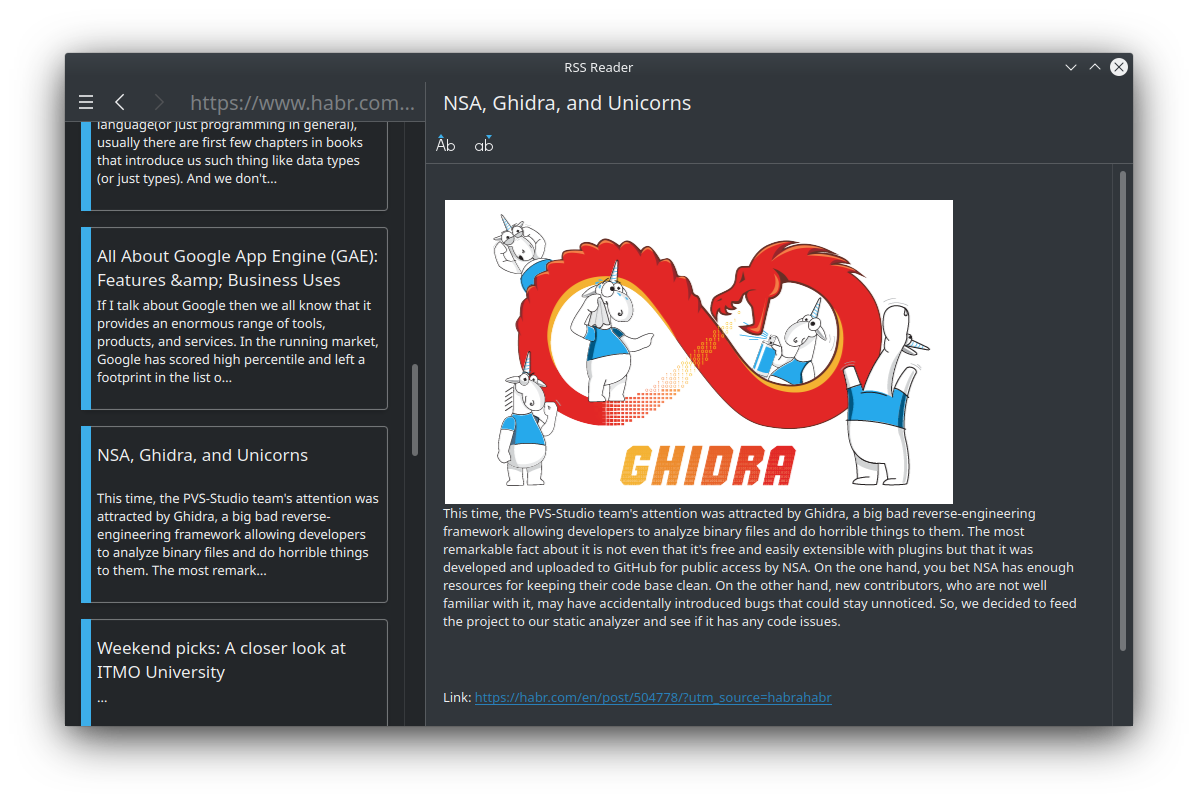 RSS Reader
https://www.habr.com...
language(or just programming in general),
usually there are first few chapters in books
that introduce us such thing like data types
(or just types). And we don't...
All About Google App Engine (GAE):
Features &amp; Business Uses
If I talk about Google then we all know that it
provides an enormous range of tools,
products, and services. In the running market,
Google has scored high percentile and left a
footprint in the list o...
NSA, Ghidra, and Unicorns
This time, the PVS-Studio team's attention was
attracted by Ghidra, a big bad reverse-
engineering framework allowing developers
to analyze binary files and do horrible things
to them. The most remark...
Weekend picks: A closer look at
ITMO University
...
NSA, Ghidra, and Unicorns
Ab ab
GHIDRA
This time, the PVS-Studio team's attention was attracted by Ghidra, a big bad reverse-engineering
framework allowing developers to analyze binary files and do horrible things to them. The most
remarkable fact about it is not even that it's free and easily extensible with plugins but that it was
developed and uploaded to GitHub for public access by NSA. On the one hand, you bet NSA has enough
resources for keeping their code base clean. On the other hand, new contributors, who are not well
familiar with it, may have accidentally introduced bugs that could stay unnoticed. So, we decided to feed
the project to our static analyzer and see if it has any code issues.
Link: https://habr.com/en/post/504778/?utm_source=habrahabr